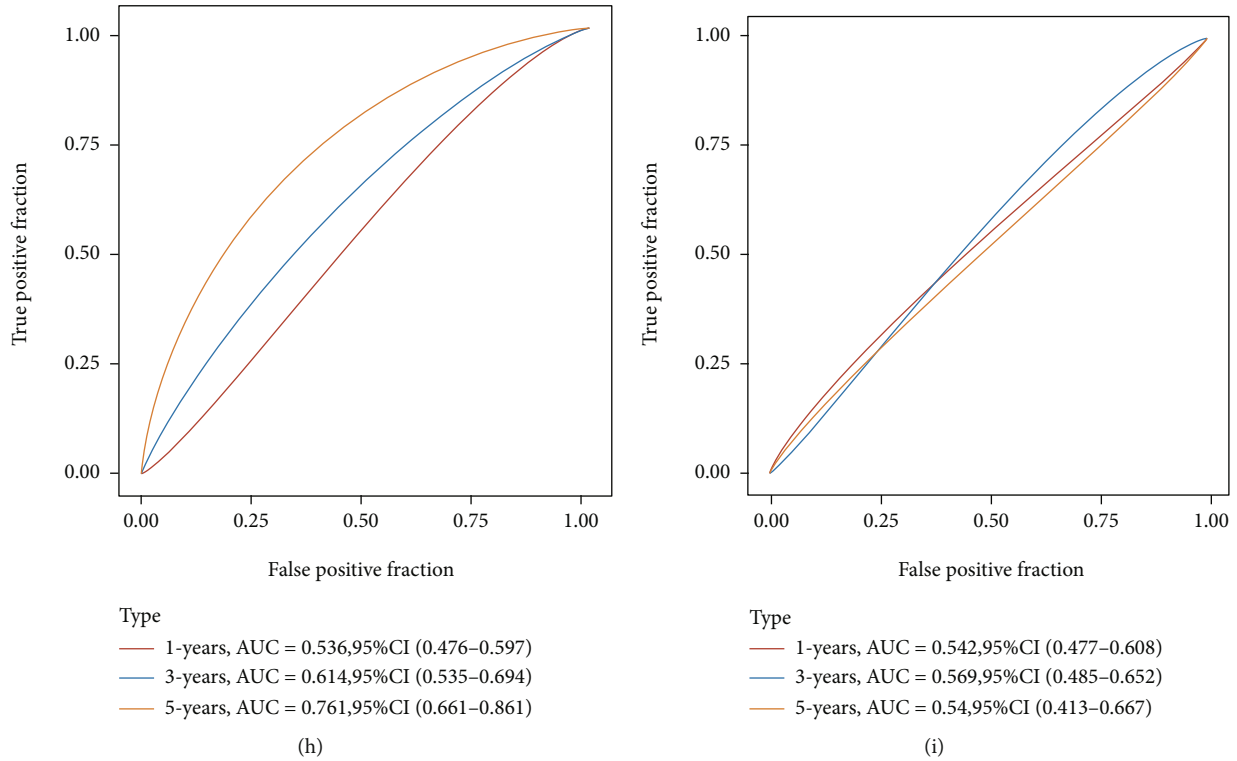 True positive fraction
1.00
0.75
0.50
0.25
0.00
0.00 0.25 0.50 0.75 1.00
False positive fraction
Type
1-years, AUC = 0.536,95%CI (0.476–0.597)
3-years, AUC = 0.614,95%CI (0.535–0.694)
5-years, AUC = 0.761,95%CI (0.661–0.861)
(h)
True positive fraction
1.00
0.75
0.50
0.25
0.00
0.00 0.25 0.50 0.75 1.00
False positive fraction
Type
1-years, AUC = 0.542,95%CI (0.477–0.608)
3-years, AUC = 0.569,95%CI (0.485–0.652)
5-years, AUC = 0.54,95%CI (0.413–0.667)
(i)